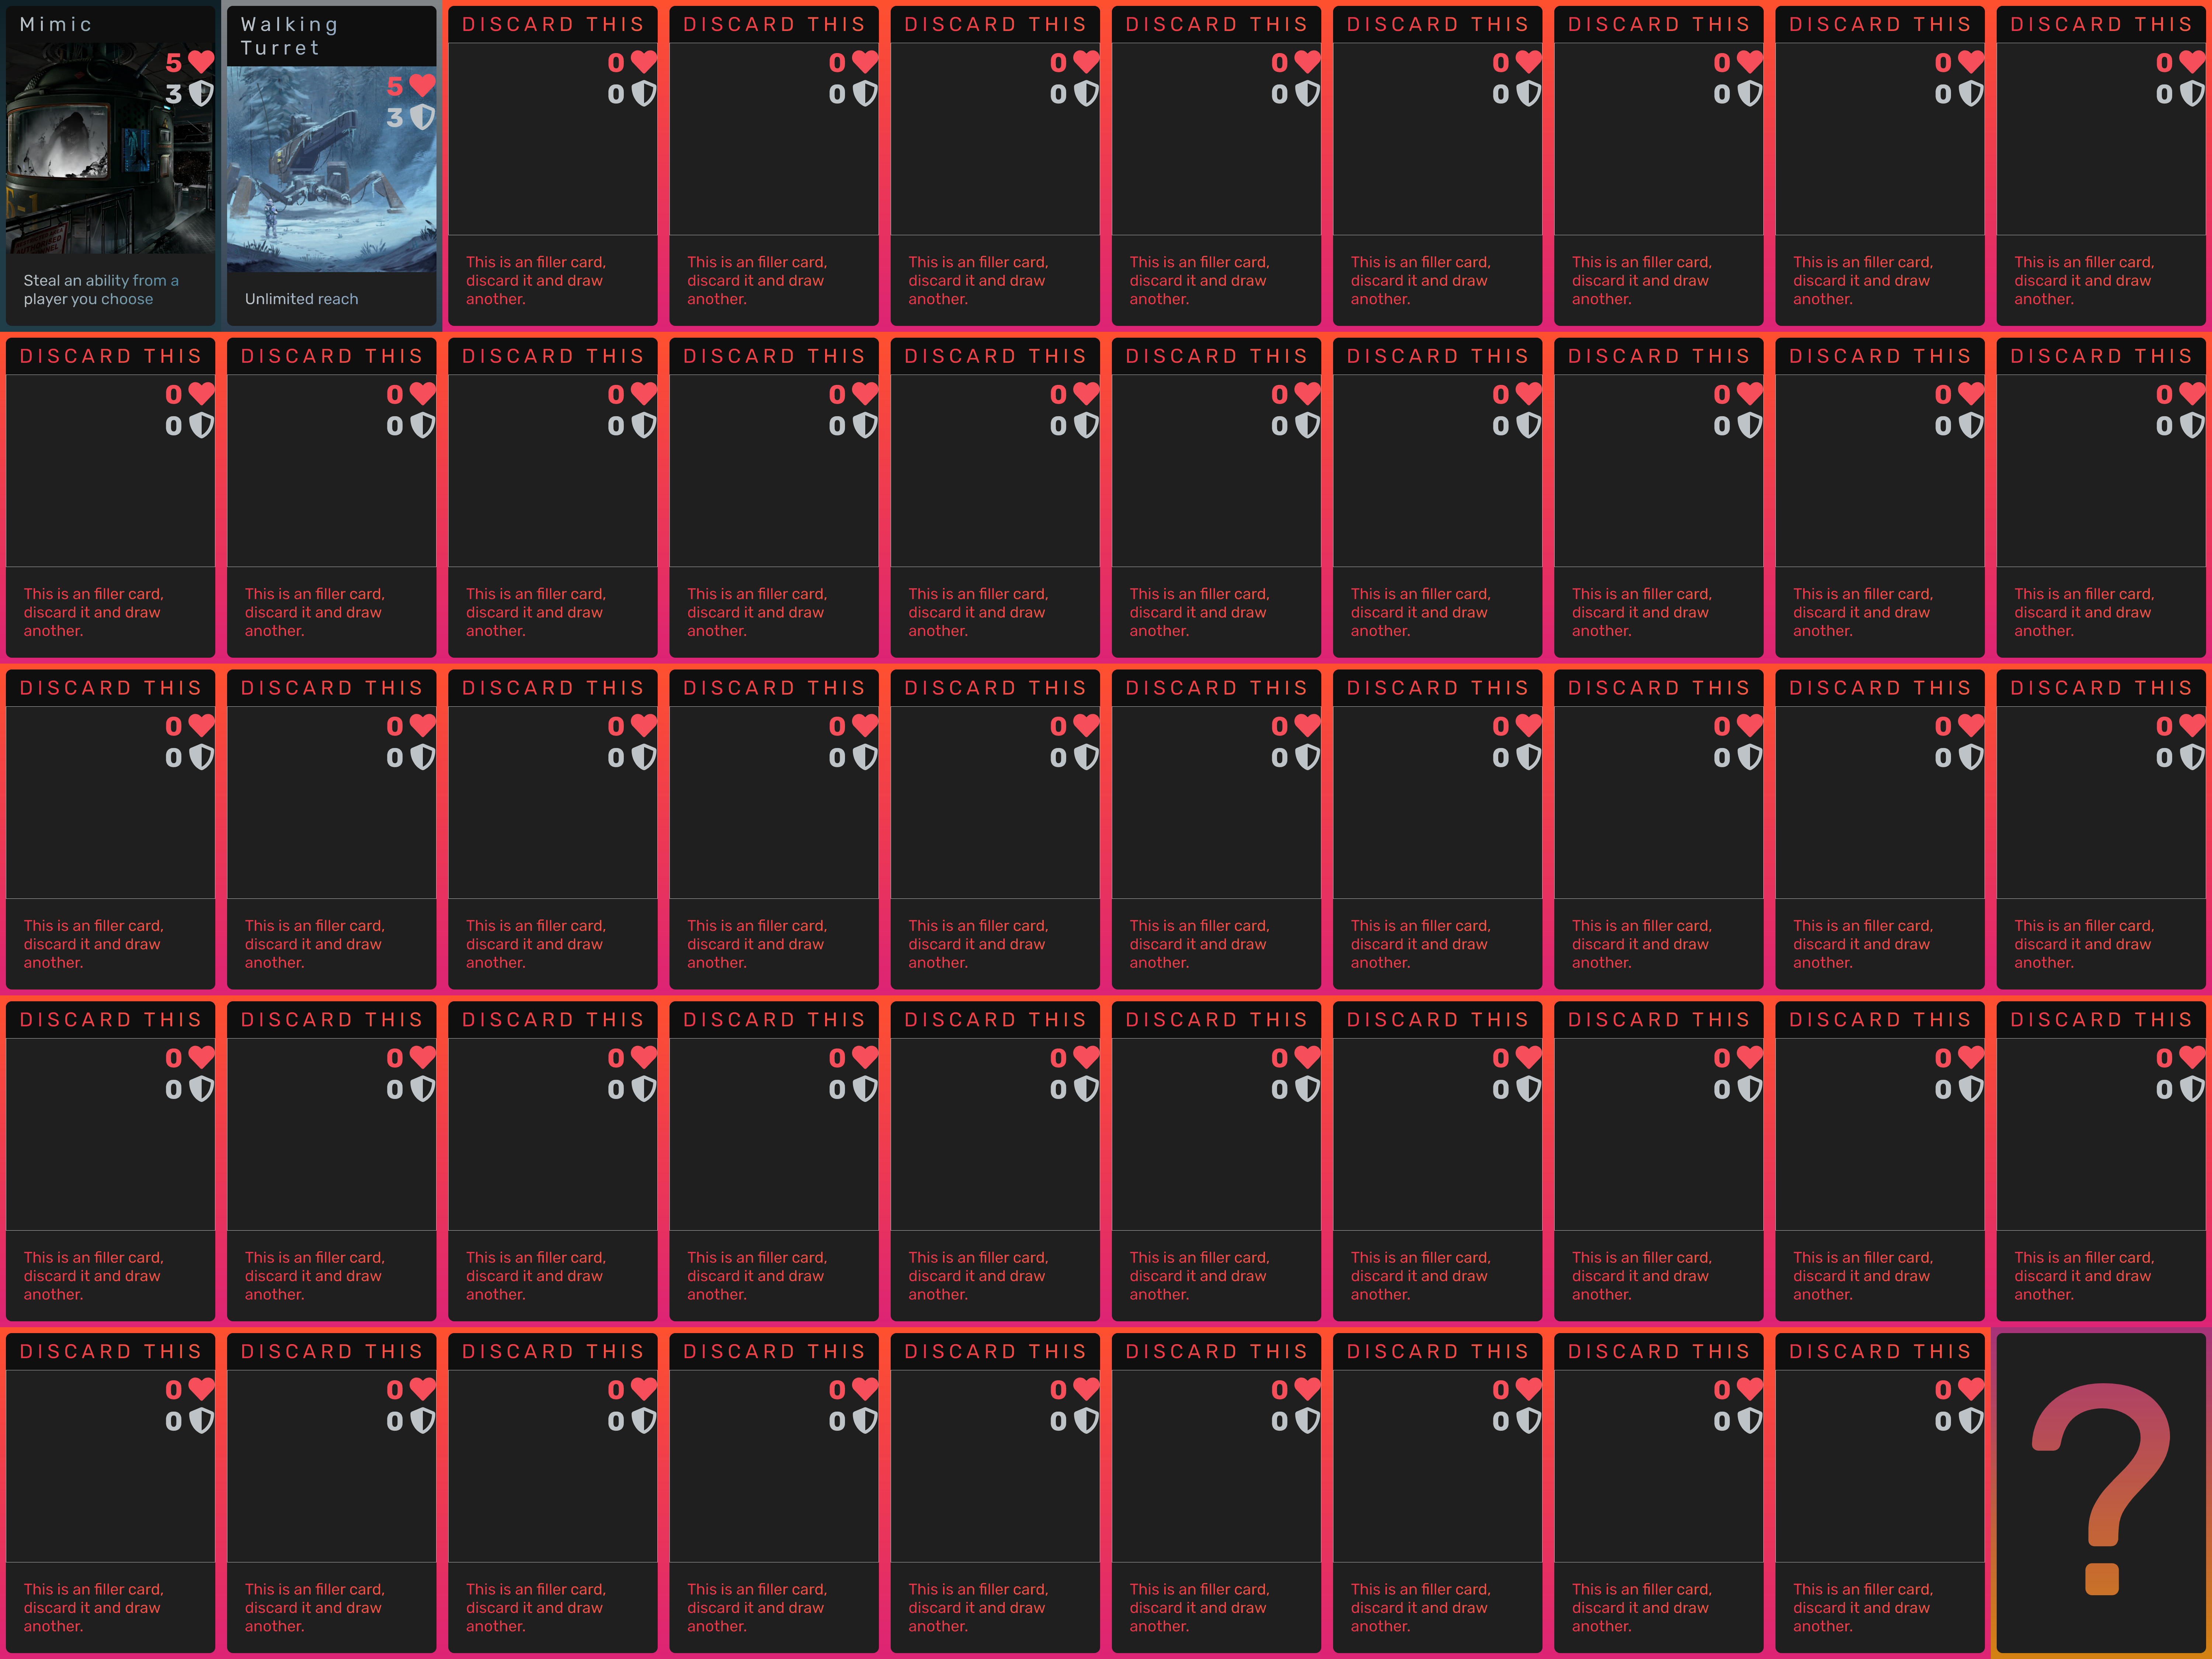 Mimic
5
3
Steal an ability from a
player you choose
Walking
Turret
5
3
Unlimited reach
DISCARD THIS
0
0
This is an filler card,
discard it and draw
another.
DISCARD THIS
0
0
This is an filler card,
discard it and draw
another.
DISCARD THIS
0
0
This is an filler card,
discard it and draw
another.
DISCARD THIS
0
0
This is an filler card,
discard it and draw
another.
DISCARD THIS
0
0
This is an filler card,
discard it and draw
another.
DISCARD THIS
0
0
This is an filler card,
discard it and draw
another.
DISCARD THIS
0
0
This is an filler card,
discard it and draw
another.
DISCARD THIS
0
0
This is an filler card,
discard it and draw
another.
DISCARD THIS
0
0
This is an filler card,
discard it and draw
another.
DISCARD THIS
0
0
This is an filler card,
discard it and draw
another.
DISCARD THIS
0
0
This is an filler card,
discard it and draw
another.
DISCARD THIS
0
0
This is an filler card,
discard it and draw
another.
DISCARD THIS
0
0
This is an filler card,
discard it and draw
another.
DISCARD THIS
0
0
This is an filler card,
discard it and draw
another.
DISCARD THIS
0
0
This is an filler card,
discard it and draw
another.
DISCARD THIS
0
0
This is an filler card,
discard it and draw
another.
DISCARD THIS
0
0
This is an filler card,
discard it and draw
another.
DISCARD THIS
0
0
This is an filler card,
discard it and draw
another.
DISCARD THIS
0
0
This is an filler card,
discard it and draw
another.
DISCARD THIS
0
0
This is an filler card,
discard it and draw
another.
DISCARD THIS
0
0
This is an filler card,
discard it and draw
another.
DISCARD THIS
0
0
This is an filler card,
discard it and draw
another.
DISCARD THIS
0
0
This is an filler card,
discard it and draw
another.
DISCARD THIS
0
0
This is an filler card,
discard it and draw
another.
DISCARD THIS
0
0
This is an filler card,
discard it and draw
another.
DISCARD THIS
0
0
This is an filler card,
discard it and draw
another.
DISCARD THIS
0
0
This is an filler card,
discard it and draw
another.
DISCARD THIS
0
0
This is an filler card,
discard it and draw
another.
DISCARD THIS
0
0
This is an filler card,
discard it and draw
another.
DISCARD THIS
0
0
This is an filler card,
discard it and draw
another.
DISCARD THIS
0
0
This is an filler card,
discard it and draw
another.
DISCARD THIS
0
0
This is an filler card,
discard it and draw
another.
DISCARD THIS
0
0
This is an filler card,
discard it and draw
another.
DISCARD THIS
0
0
This is an filler card,
discard it and draw
another.
DISCARD THIS
0
0
This is an filler card,
discard it and draw
another.
DISCARD THIS
0
0
This is an filler card,
discard it and draw
another.
DISCARD THIS
0
0
This is an filler card,
discard it and draw
another.
DISCARD THIS
0
0
This is an filler card,
discard it and draw
another.
DISCARD THIS
0
0
This is an filler card,
discard it and draw
another.
DISCARD THIS
0
0
This is an filler card,
discard it and draw
another.
DISCARD THIS
0
0
This is an filler card,
discard it and draw
another.
DISCARD THIS
0
0
This is an filler card,
discard it and draw
another.
DISCARD THIS
0
0
This is an filler card,
discard it and draw
another.
DISCARD THIS
0
0
This is an filler card,
discard it and draw
another.
DISCARD THIS
0
0
This is an filler card,
discard it and draw
another.
DISCARD THIS
0
0
This is an filler card,
discard it and draw
another.
DISCARD THIS
0
0
This is an filler card,
discard it and draw
another.
?